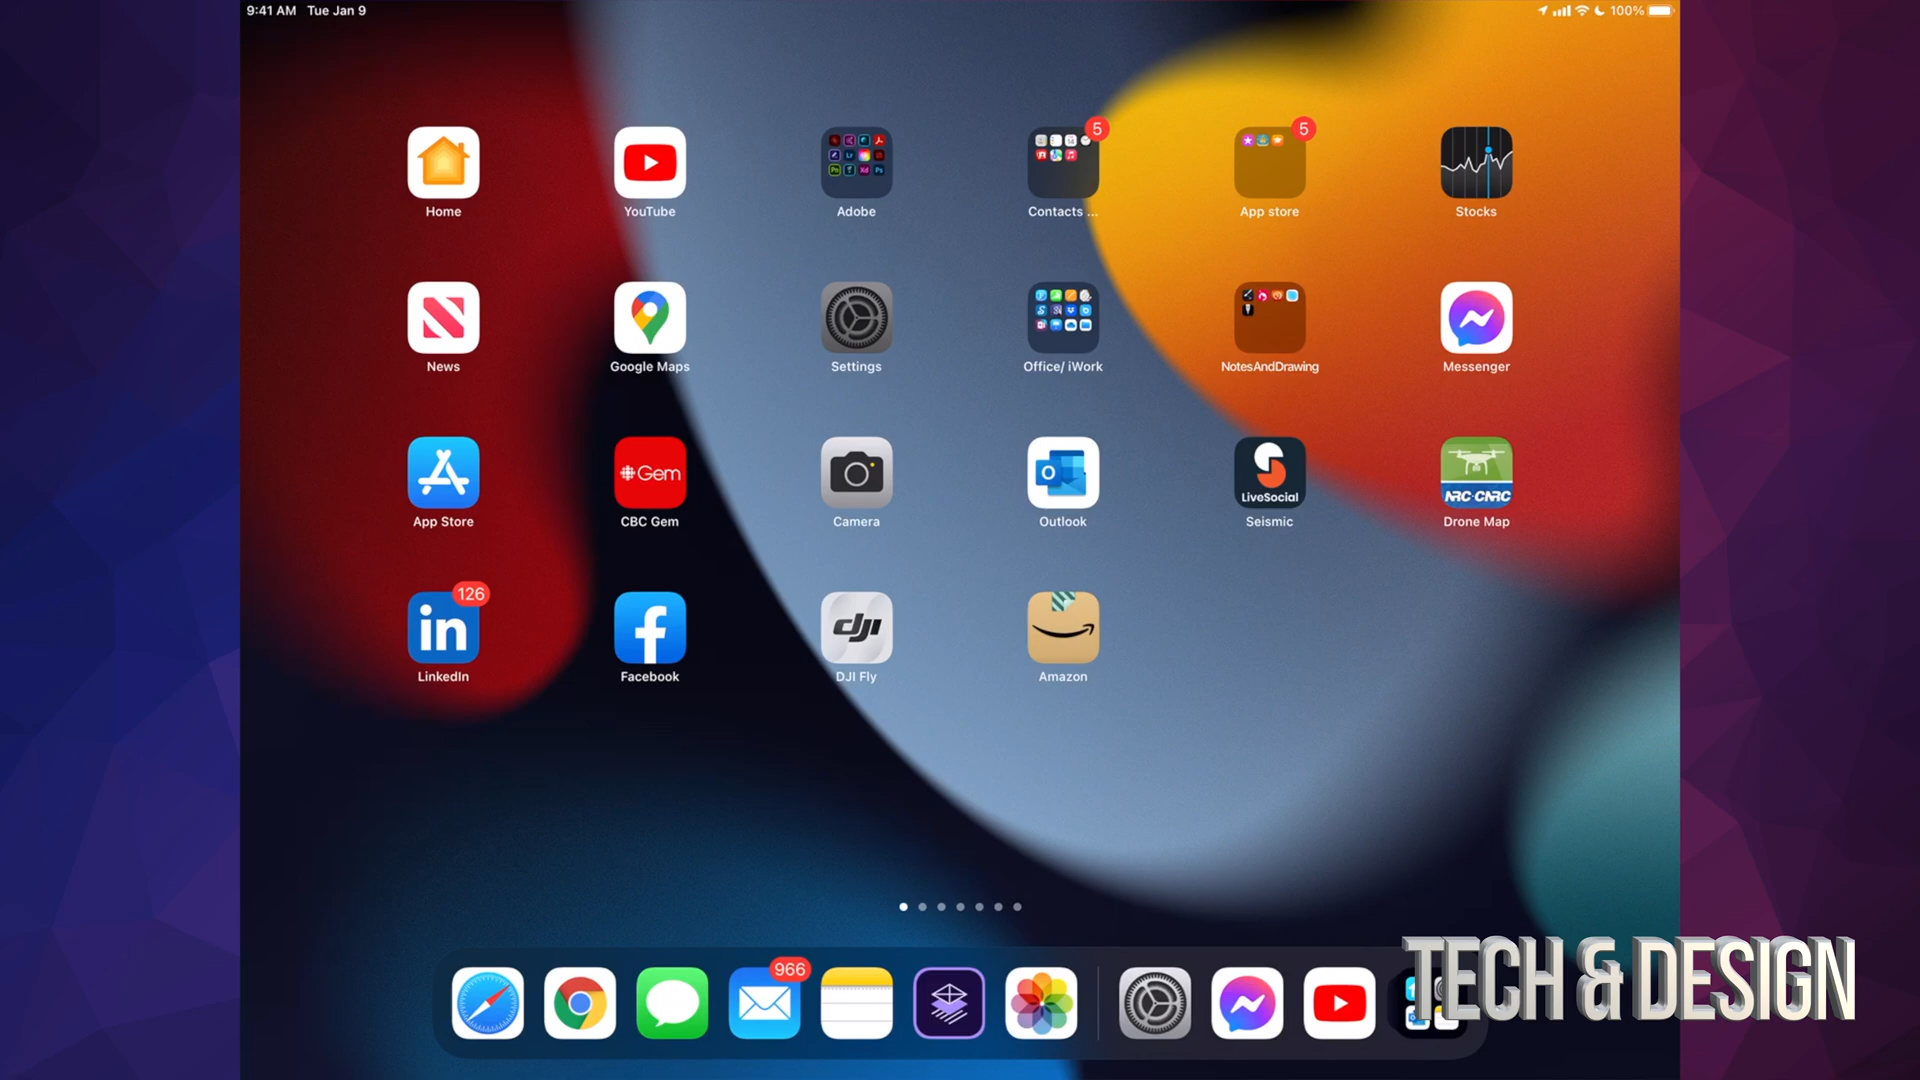 9:41 AM Tue Jan 9
100%
5
5
Home
YouTube
Adobe
Contacts ...
App store
Stocks
News
Google Maps
Settings
Office/ iWork
NotesAndDrawing
Messenger
Gem
LiveSocial
NRC·CNRC
App Store
CBC Gem
Camera
Outlook
Seismic
Drone Map
126
in
dji
LinkedIn
Facebook
DJI Fly
Amazon
966
TECH & DESIGN